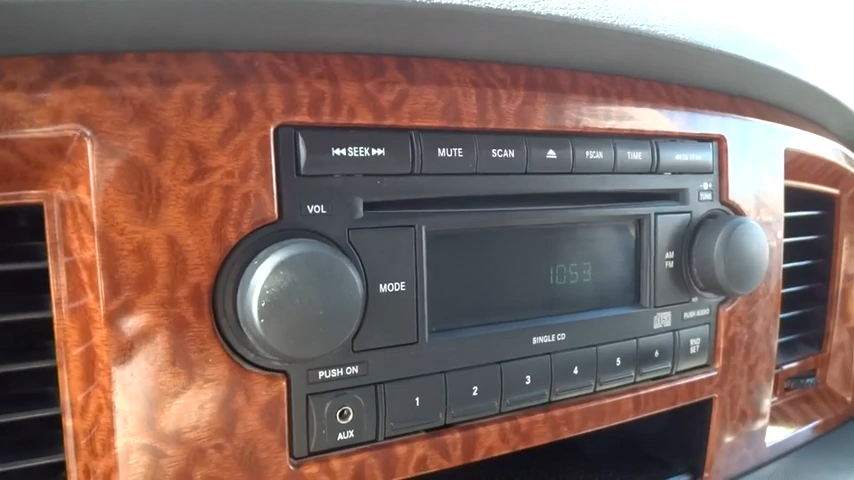 SEEK
MUTE
SCAN
PSCAN
TIME
TUNE
VOL
MODE
1053
AM
FM
PUSH AUDIO
SINGLE CD
PUSH ON
RND
SET
1
2
3
4
5
6
AUX